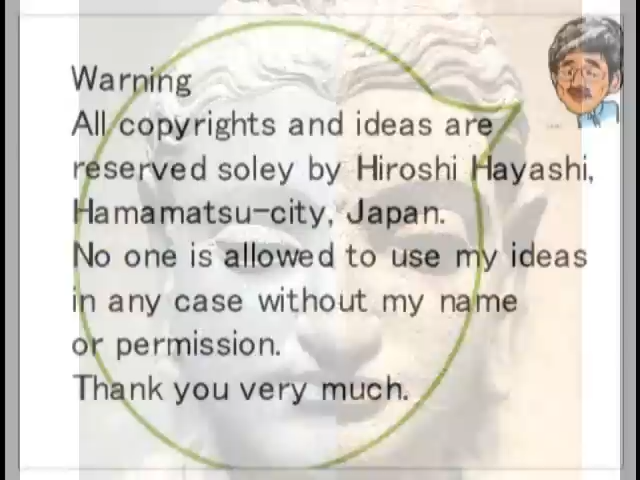 Warning
All copyrights and ideas are
reserved soley by Hiroshi Hayashi,
Hamamatsu-city, Japan.
No one is allowed to use my ideas
in any case without my name
or permission.
Thank you very much.